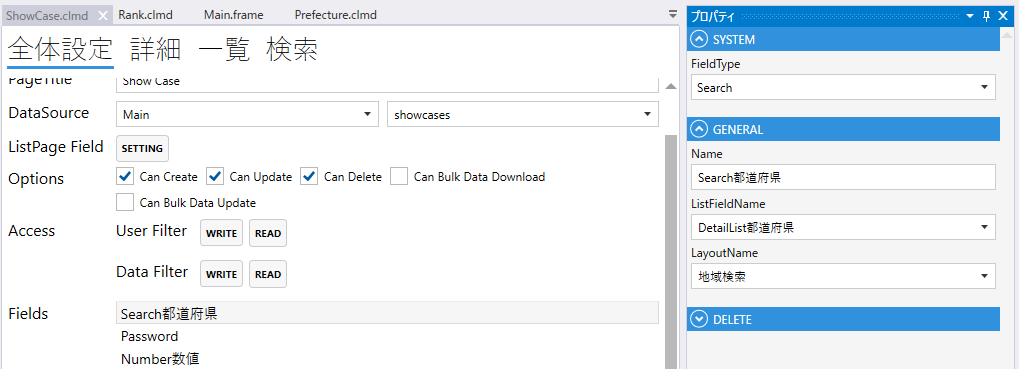 ShowCase.clmd Rank.clmd Main.frame Prefecture.clmd
全体設定 詳細 一覧 検索
PageTitle Show Case
DataSource Main showcases
ListPage Field SETTING
Options Can Create Can Update Can Delete Can Bulk Data Download
Can Bulk Data Update
Access User Filter WRITE READ
Data Filter WRITE READ
Fields Search都道府県
Password
Number数値
プロパティ
SYSTEM
FieldType
Search
GENERAL
Name
Search都道府県
ListFieldName
DetailList都道府県
LayoutName
地域検索
DELETE